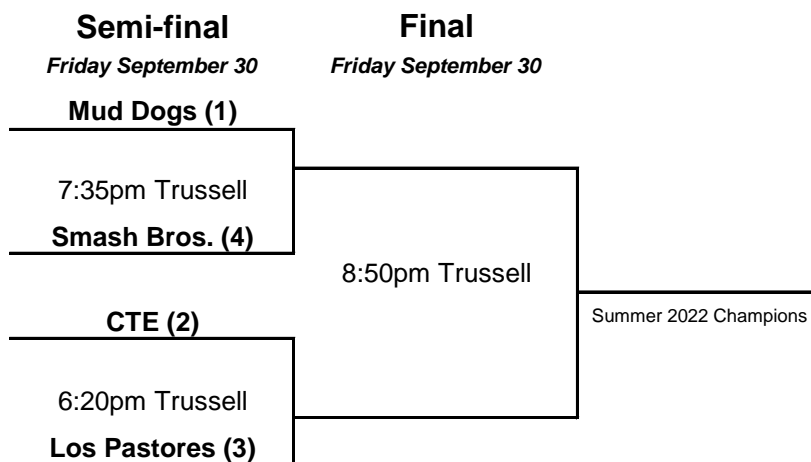 Semi-final
Final
Friday September 30
Friday September 30
Mud Dogs (1)
7:35pm Trussell
Smash Bros. (4)
8:50pm Trussell
Summer 2022 Champions
CTE (2)
6:20pm Trussell
Los Pastores (3)